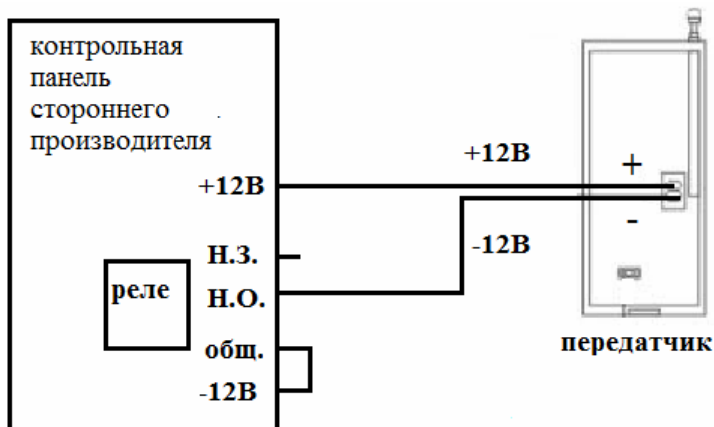 контрольная
панель
стороннего
производителя
+12В
Н.З.
реле
Н.О.
общ.
-12В
+12В
-12В
+
-
передатчик